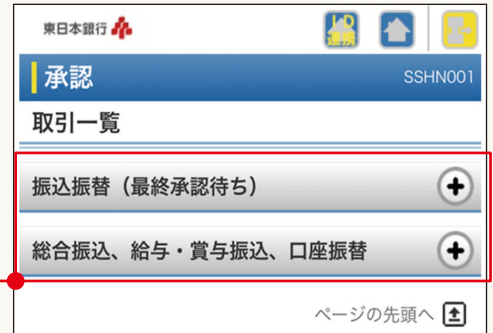 東日本銀行
ID
連携
承認 SSHN001
取引一覧
振込振替（最終承認待ち）
総合振込、給与・賞与振込、口座振替
ページの先頭へ